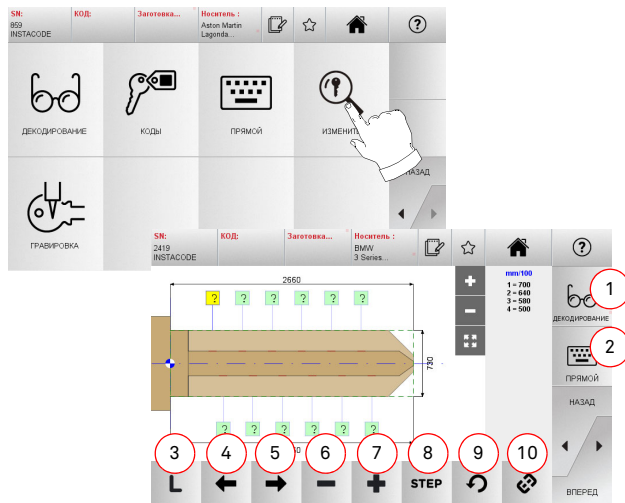 SN:
859
INSTACODE
КОД:
Заготовка...
Носитель :
Aston Martin
Lagonda...
?
ДЕКОДИРОВАНИЕ
КОДЫ
ПРЯМОЙ
ИЗМЕНИТЬ
НАЗАД
ГРАВИРОВКА
SN:
2419
INSTACODE
КОД:
Заготовка...
Носитель :
BMW
3 Series...
?
2660
? ? ? ? ? ?
730
? ? ? ? ? ?
mm/100
1 = 700
2 = 640
3 = 580
4 = 500
1
ДЕКОДИРОВАНИЕ
2
ПРЯМОЙ
НАЗАД
ВПЕРЕД
3 4 5 6 7 8 9 10
L
STEP